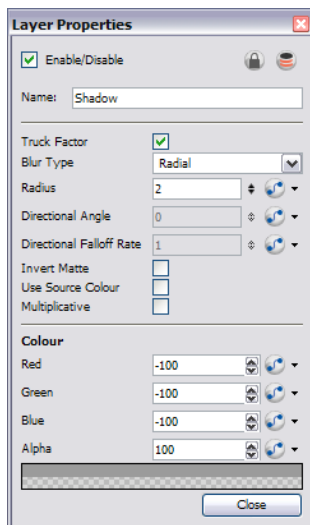 Layer Properties
Enable/Disable
Name: Shadow
Truck Factor
Blur Type Radial
Radius 2
Directional Angle 0
Directional Falloff Rate 1
Invert Matte
Use Source Colour
Multiplicative
Colour
Red -100
Green -100
Blue -100
Alpha 100
Close